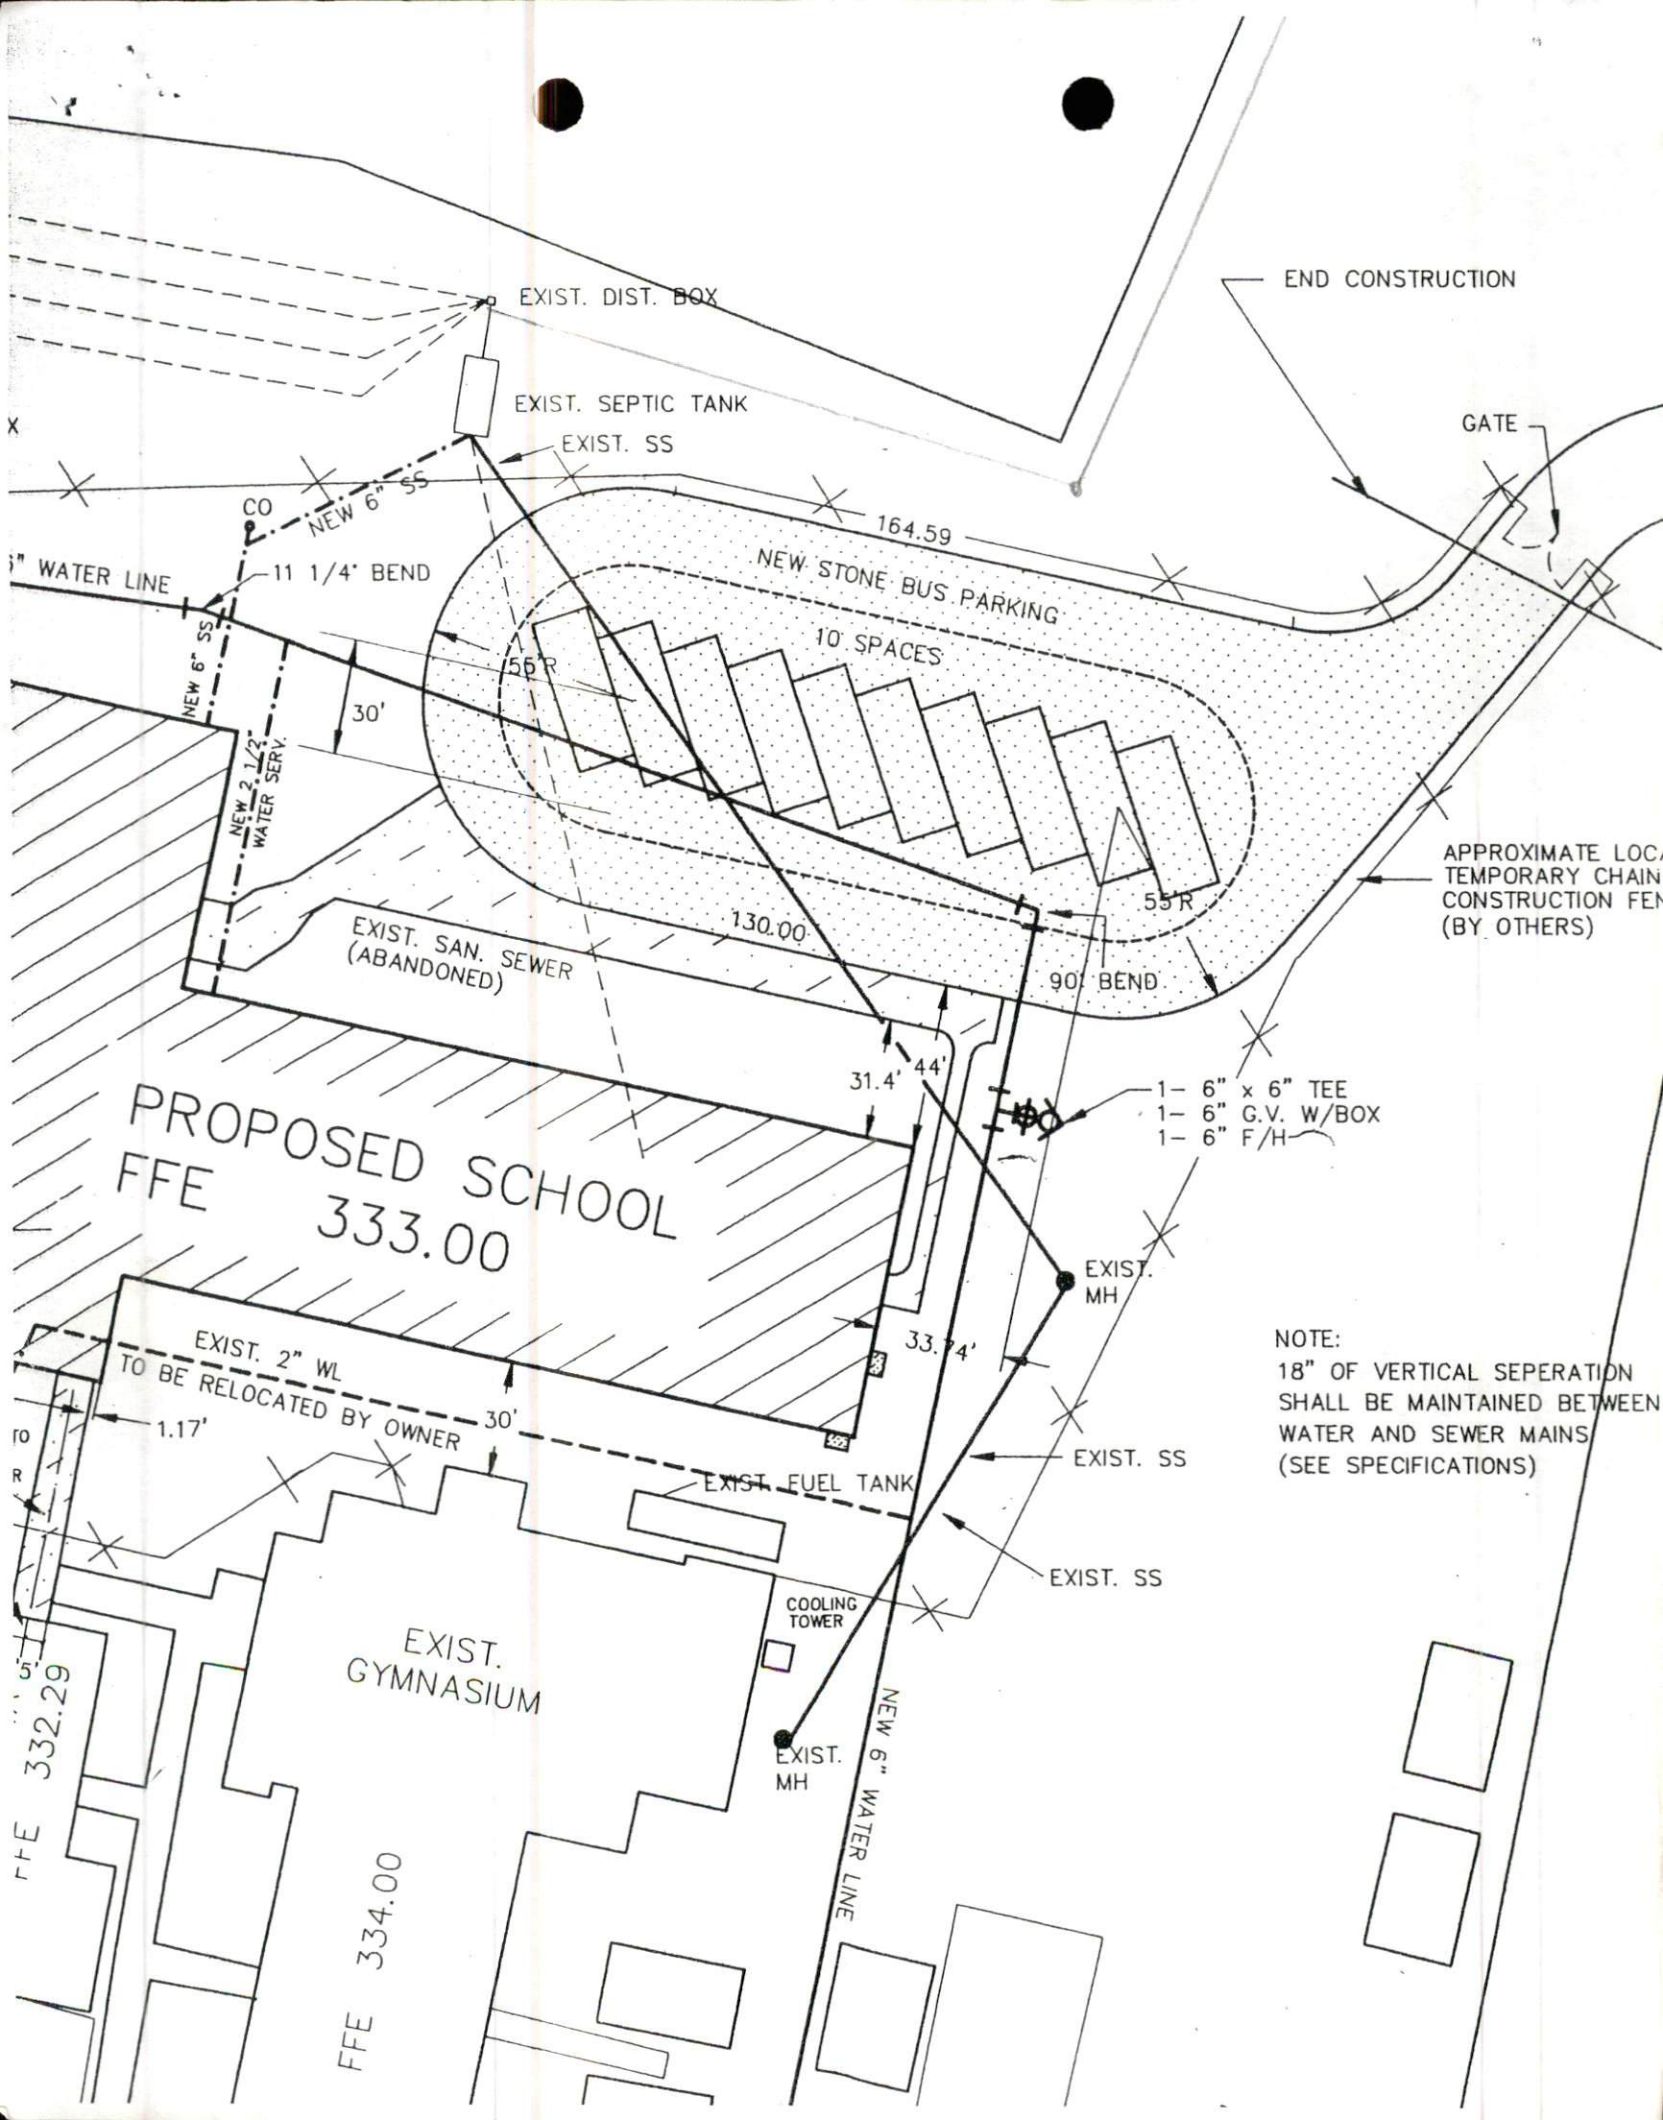 END CONSTRUCTION
EXIST. DIST. BOX
GATE
EXIST. SEPTIC TANK
X
EXIST. SS
NEW 6" SS
CO
164.59
NEW STONE BUS PARKING
10 SPACES
" WATER LINE
11 1/4° BEND
NEW 6" SS
55'R
30'
NEW 2 1/2"
WATER SERV.
APPROXIMATE LOCA
TEMPORARY CHAIN
CONSTRUCTION FEN
(BY OTHERS)
55'R
130.00
EXIST. SAN. SEWER
(ABANDONED)
90° BEND
31.4'
44'
1- 6" x 6" TEE
1- 6" G.V. W/BOX
1- 6" F/H
PROPOSED SCHOOL
FFE 333.00
EXIST.
MH
33.74'
NOTE:
18" OF VERTICAL SEPERATION
SHALL BE MAINTAINED BETWEEN
WATER AND SEWER MAINS
(SEE SPECIFICATIONS)
EXIST. 2" WL
TO BE RELOCATED BY OWNER
1.17'
30'
TO
R
EXIST. FUEL TANK
EXIST. SS
EXIST. SS
COOLING
TOWER
EXIST.
GYMNASIUM
5'
FFE 332.29
EXIST.
MH
NEW 6" WATER LINE
FFE 334.00